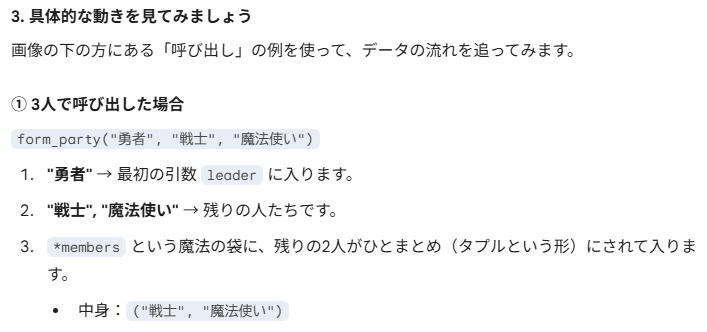 3. 具体的な動きを見てみましょう
画像の下の方にある「呼び出し」の例を使って、データの流れを追ってみます。
① 3人で呼び出した場合
form_party("勇者", "戦士", "魔法使い")
1. "勇者" → 最初の引数 leader に入ります。
2. "戦士", "魔法使い" → 残りの人たちです。
3. *members という魔法の袋に、残りの2人がひとまとめ（タプルという形）にされて入りま
す。
• 中身：("戦士", "魔法使い")